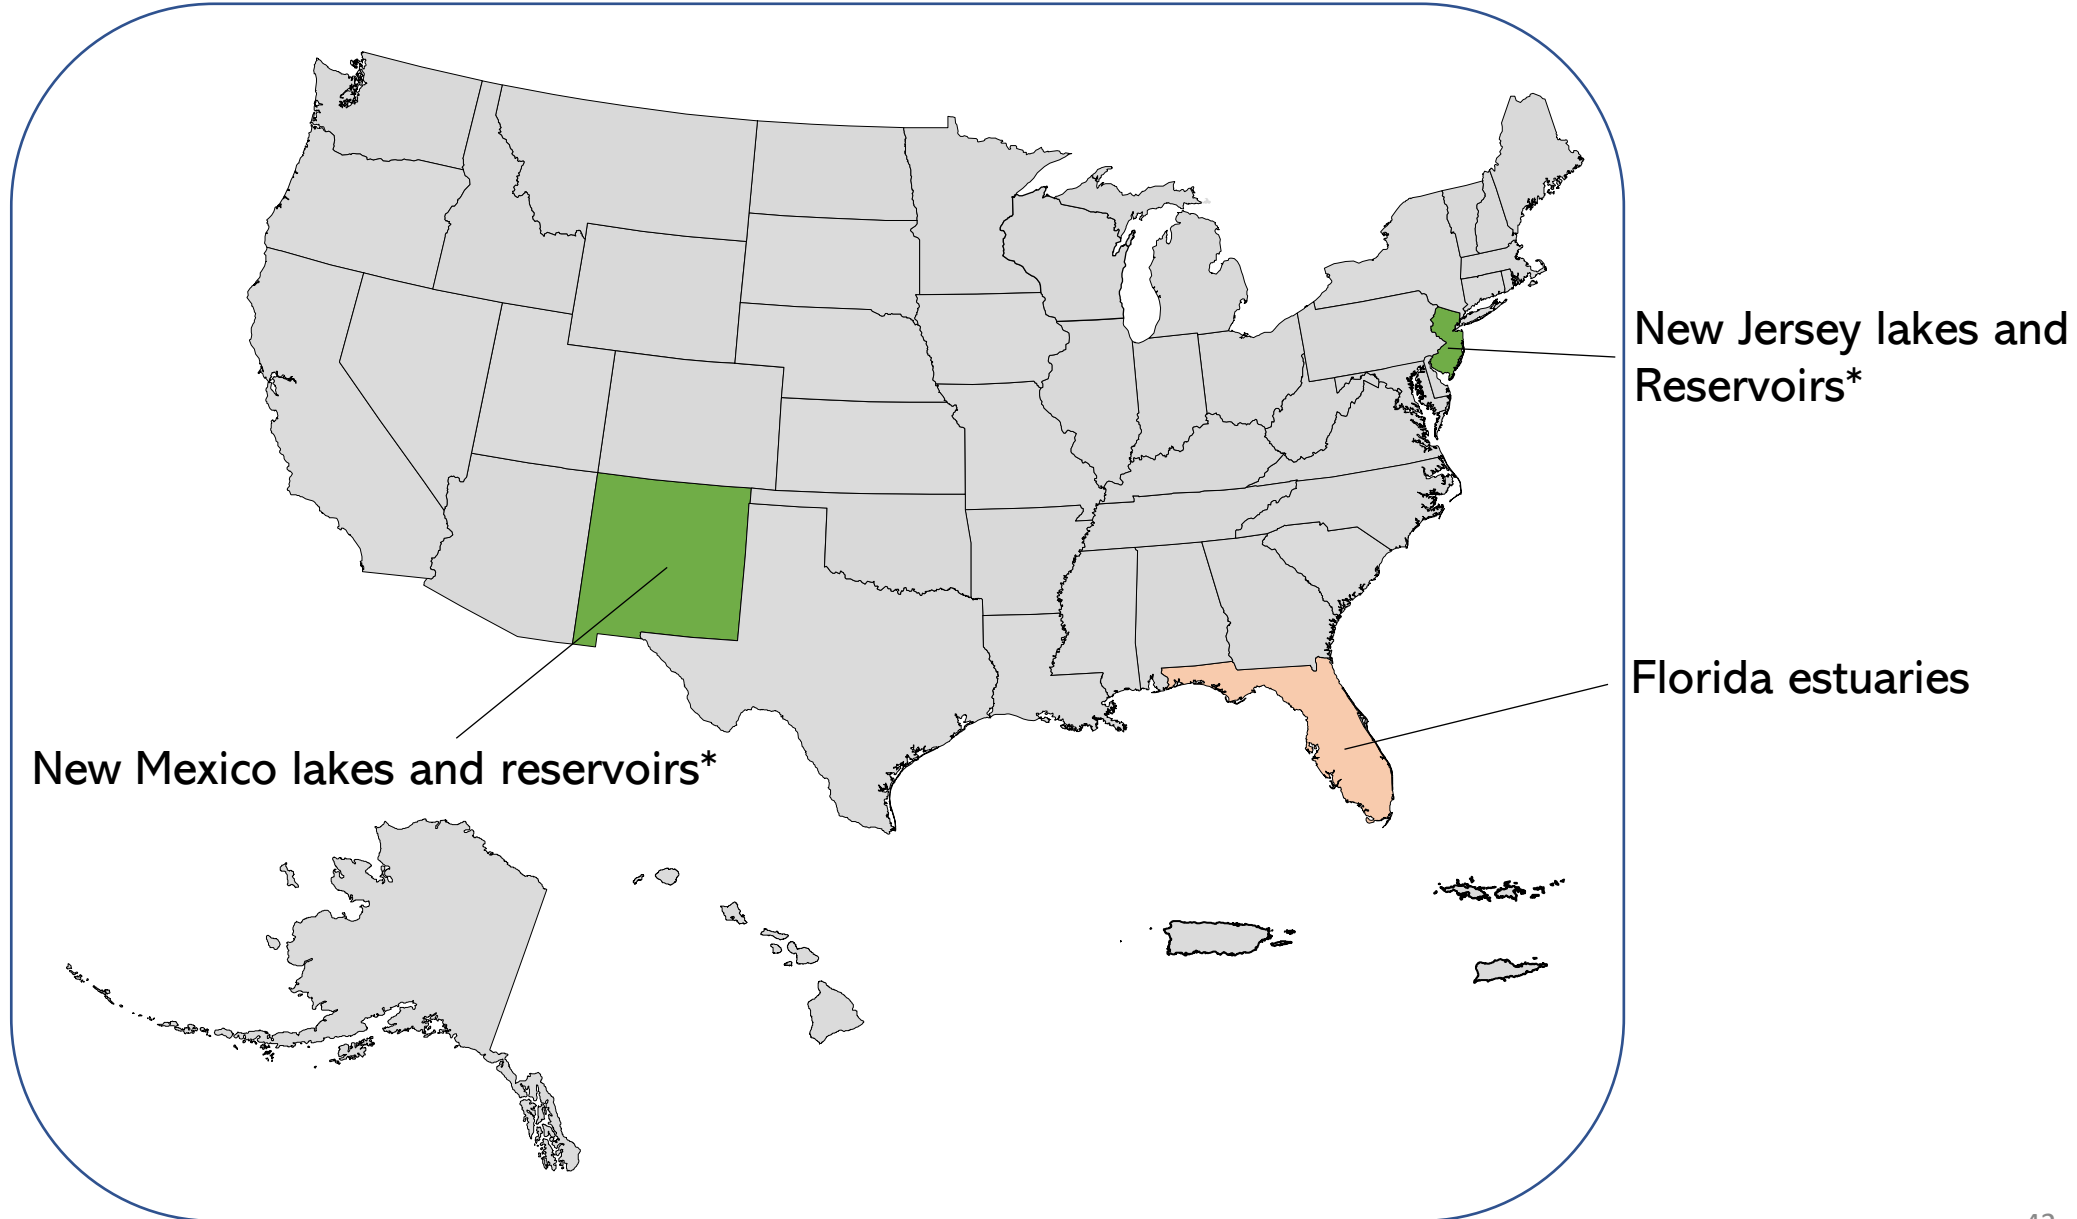 New Jersey lakes and
Reservoirs*
Florida estuaries
New Mexico lakes and reservoirs*